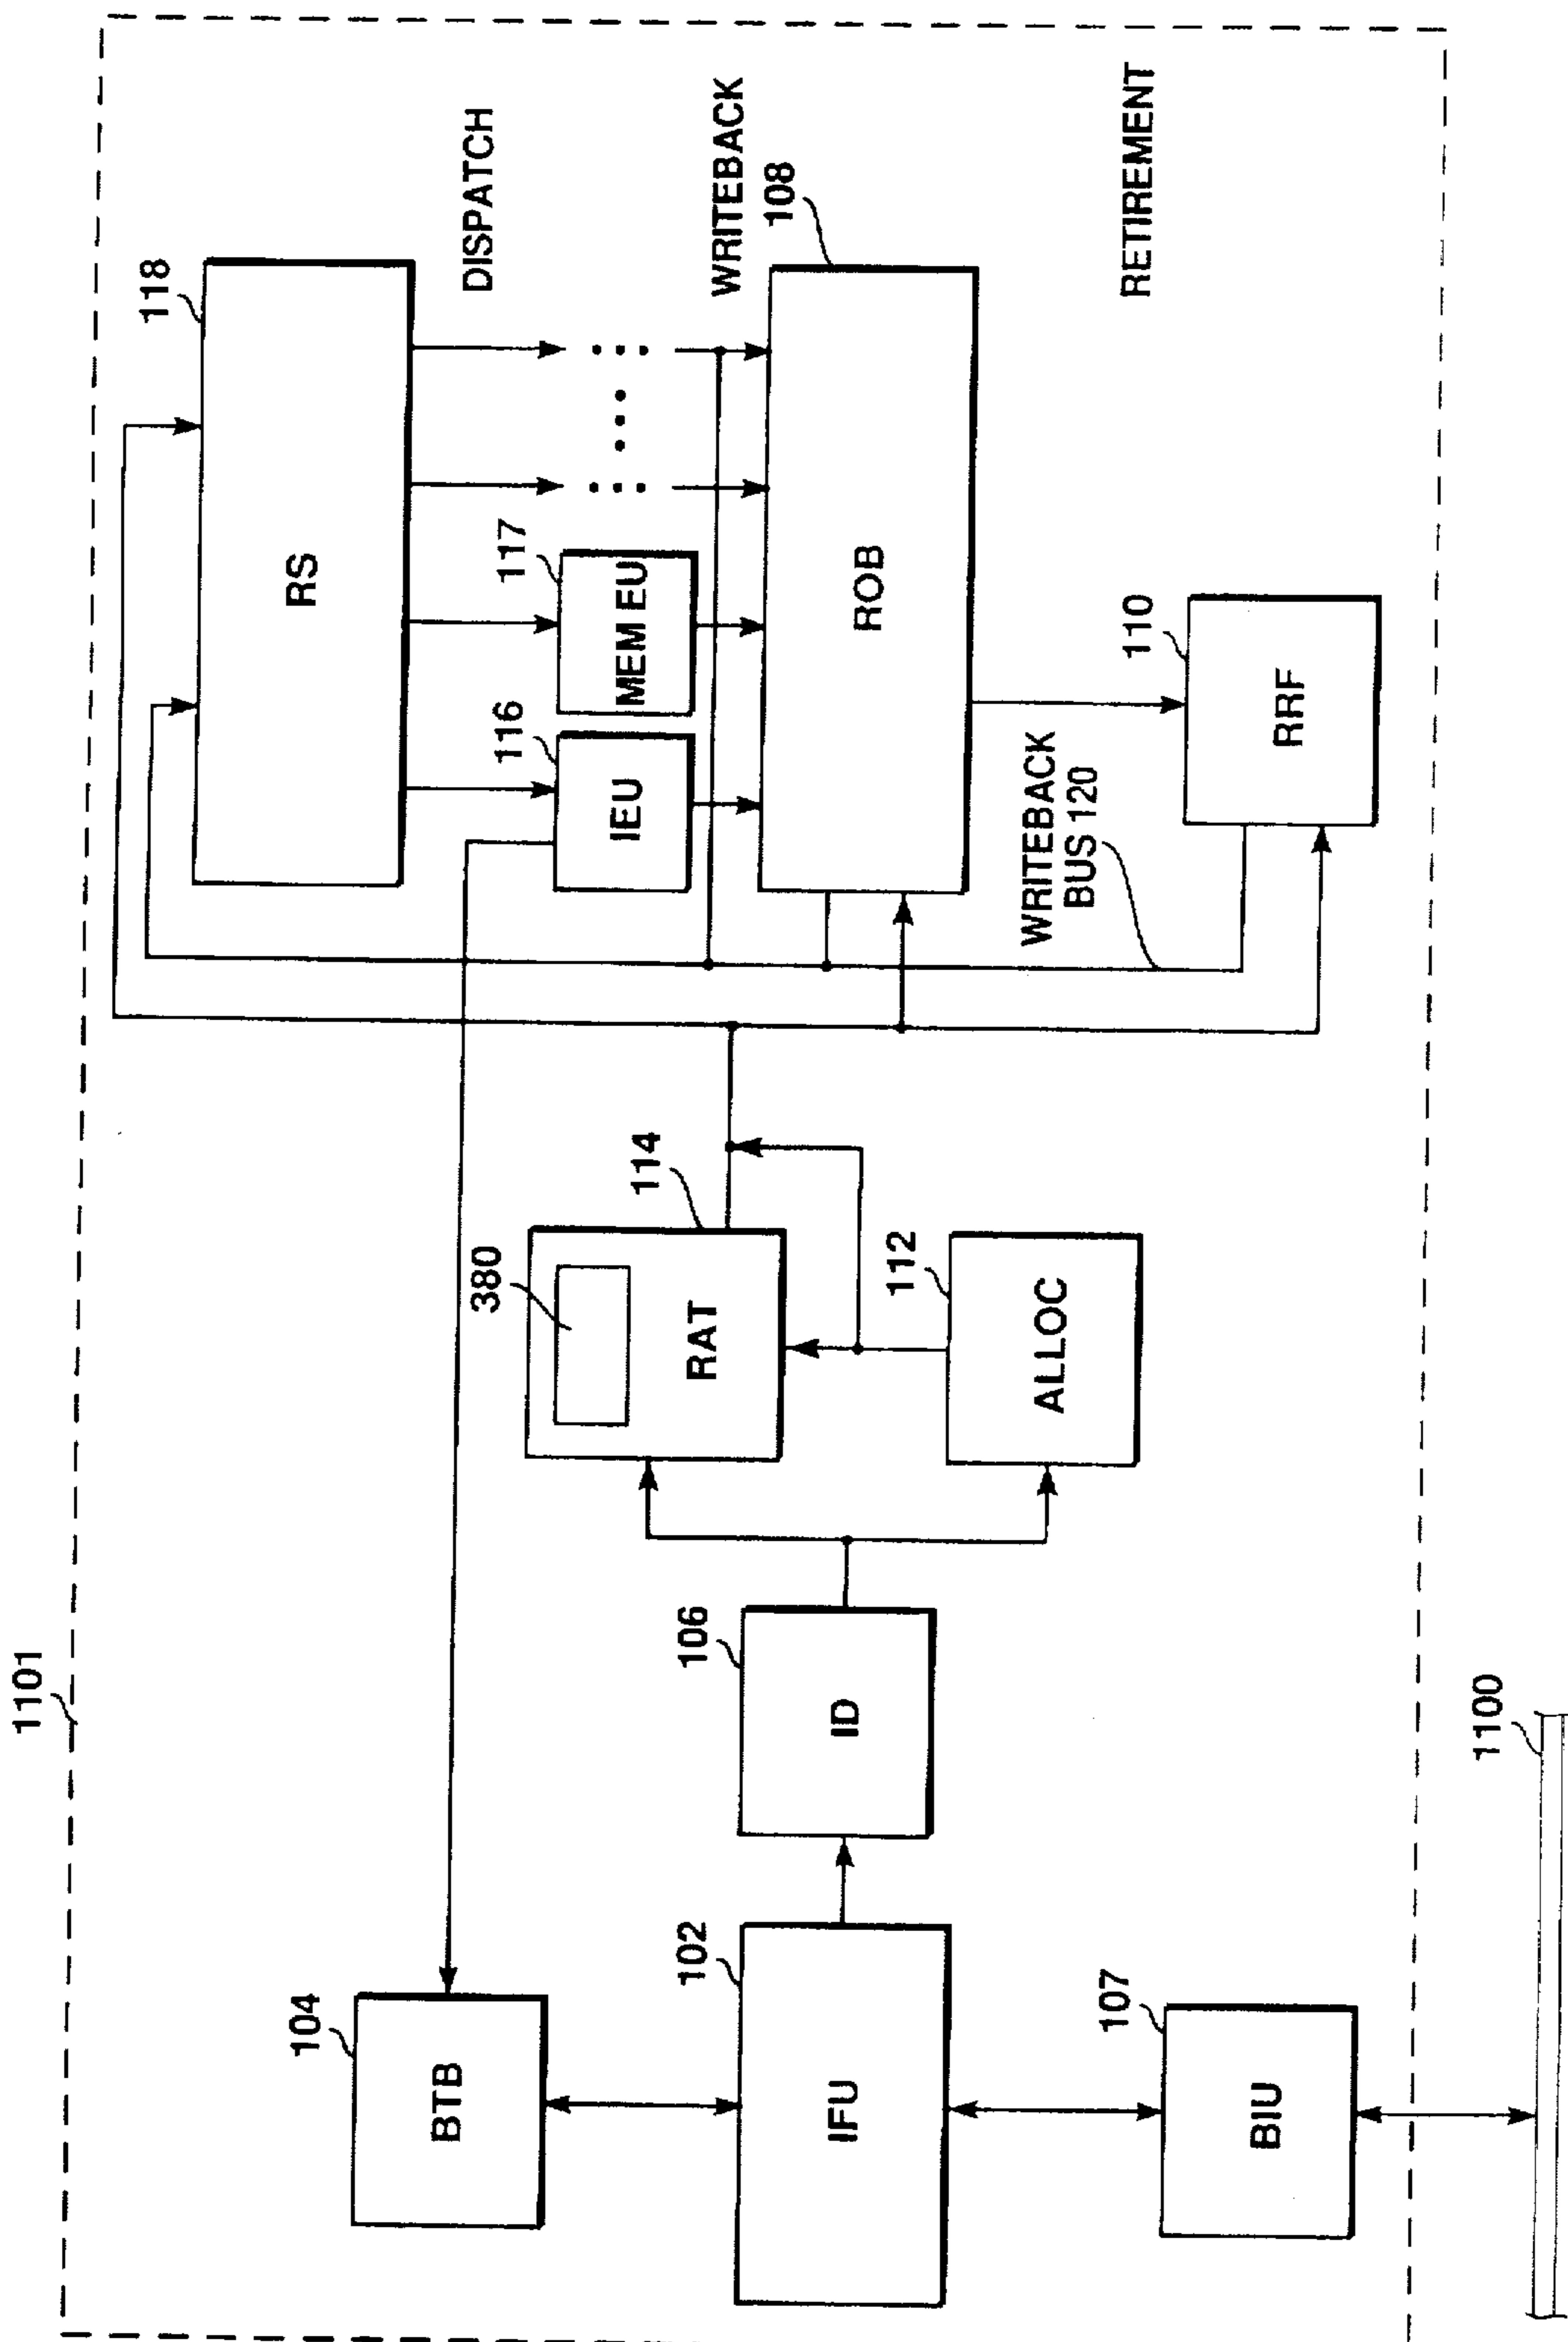 1101
118
RS
DISPATCH
116
IEU
117
MEM EU
WRITEBACK
108
ROB
WRITEBACK
BUS 120
RETIREMENT
110
RRF
380
114
RAT
112
ALLOC
106
ID
104
BTB
102
IFU
107
BIU
1100